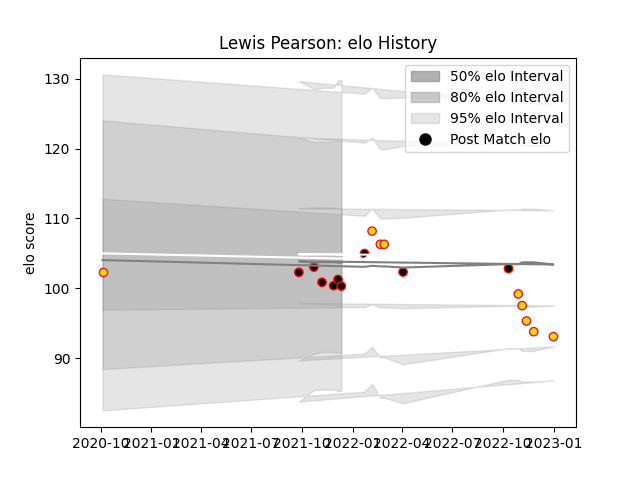 Lewis Pearson: elo History
elo score
130
120
110
100
90
50% elo Interval
80% elo Interval
95% elo Interval
Post Match elo
2020-10 2021-01 2021-04 2021-07 2021-10 2022-01 2022-04 2022-07 2022-10 2023-01